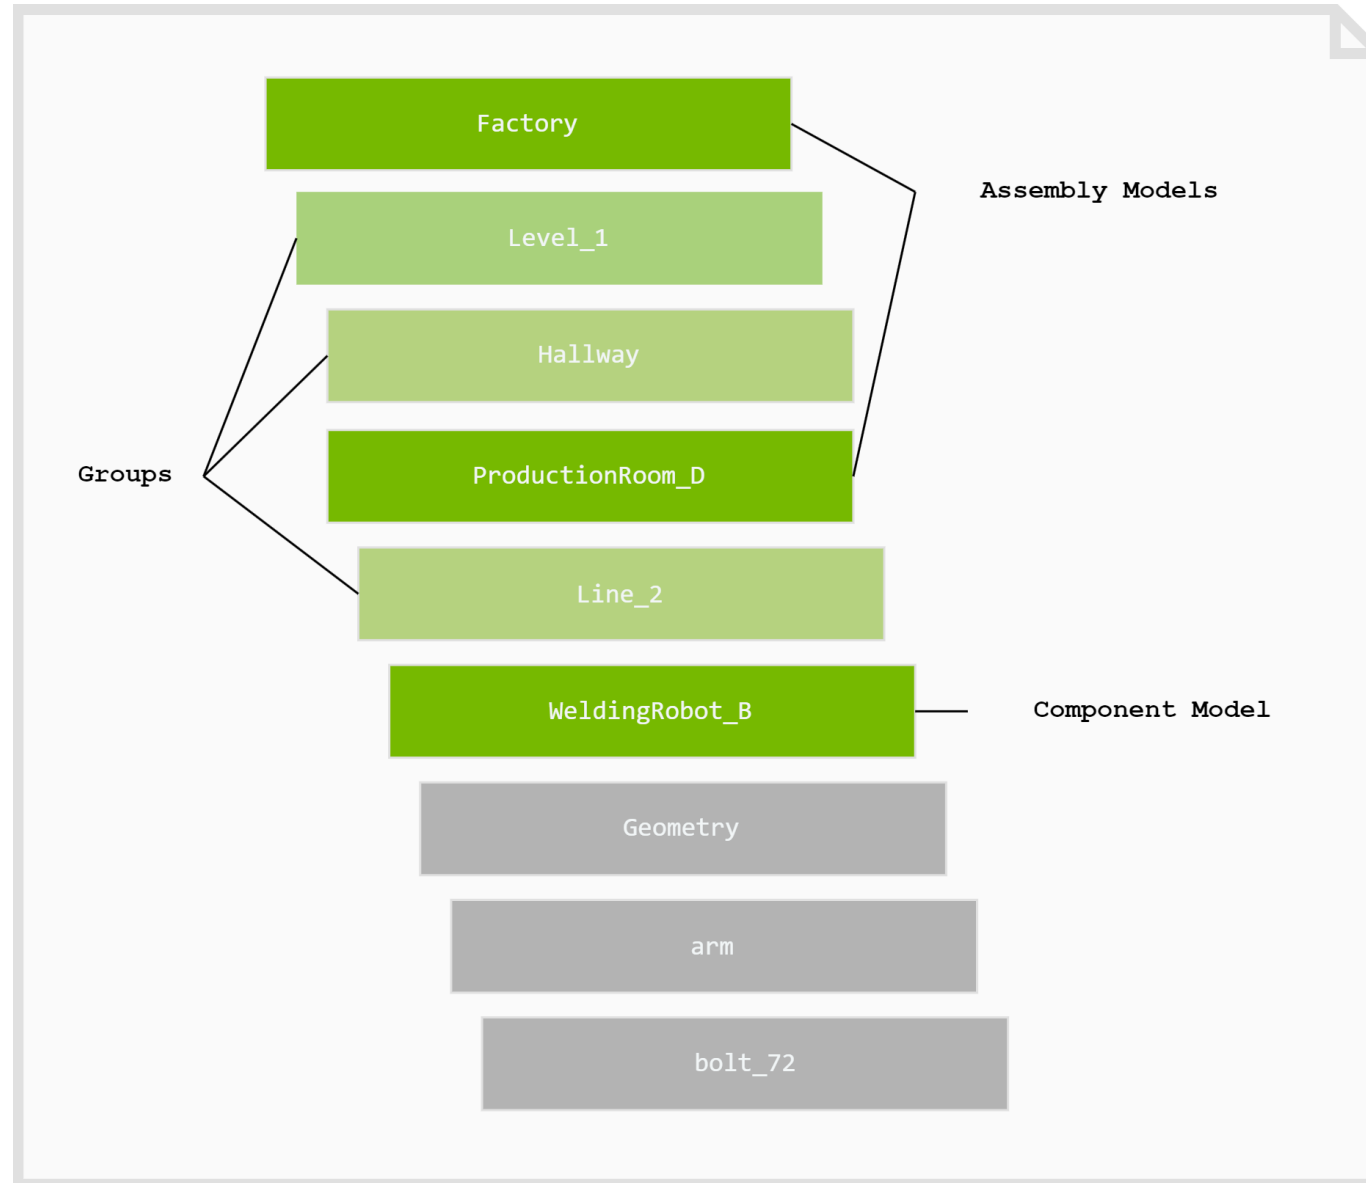 Factory
Assembly Models
Level_1
Hallway
Groups
ProductionRoom_D
Line_2
WeldingRobot_B
Component Model
Geometry
arm
bolt_72